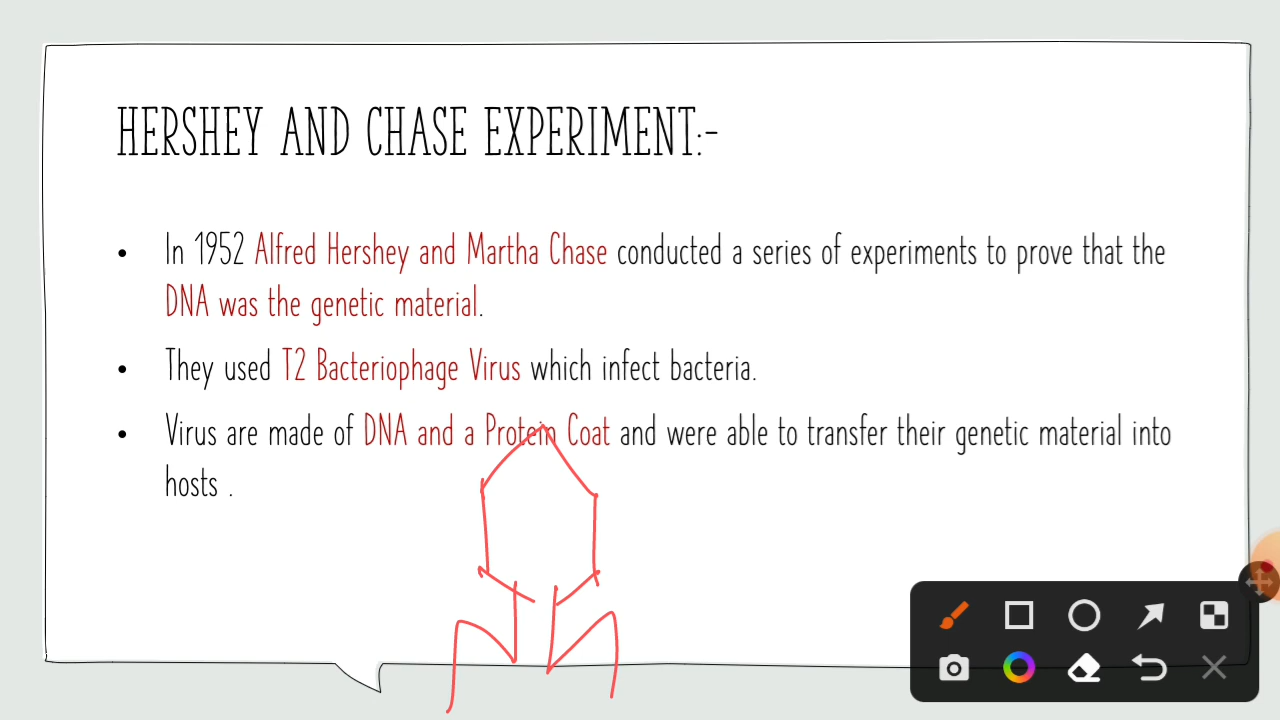 HERSHEY AND CHASE EXPERIMENT:-
• In 1952 Alfred Hershey and Martha Chase conducted a series of experiments to prove that the
DNA was the genetic material.
• They used T2 Bacteriophage Virus which infect bacteria.
• Virus are made of DNA and a Protein Coat and were able to transfer their genetic material into
hosts .